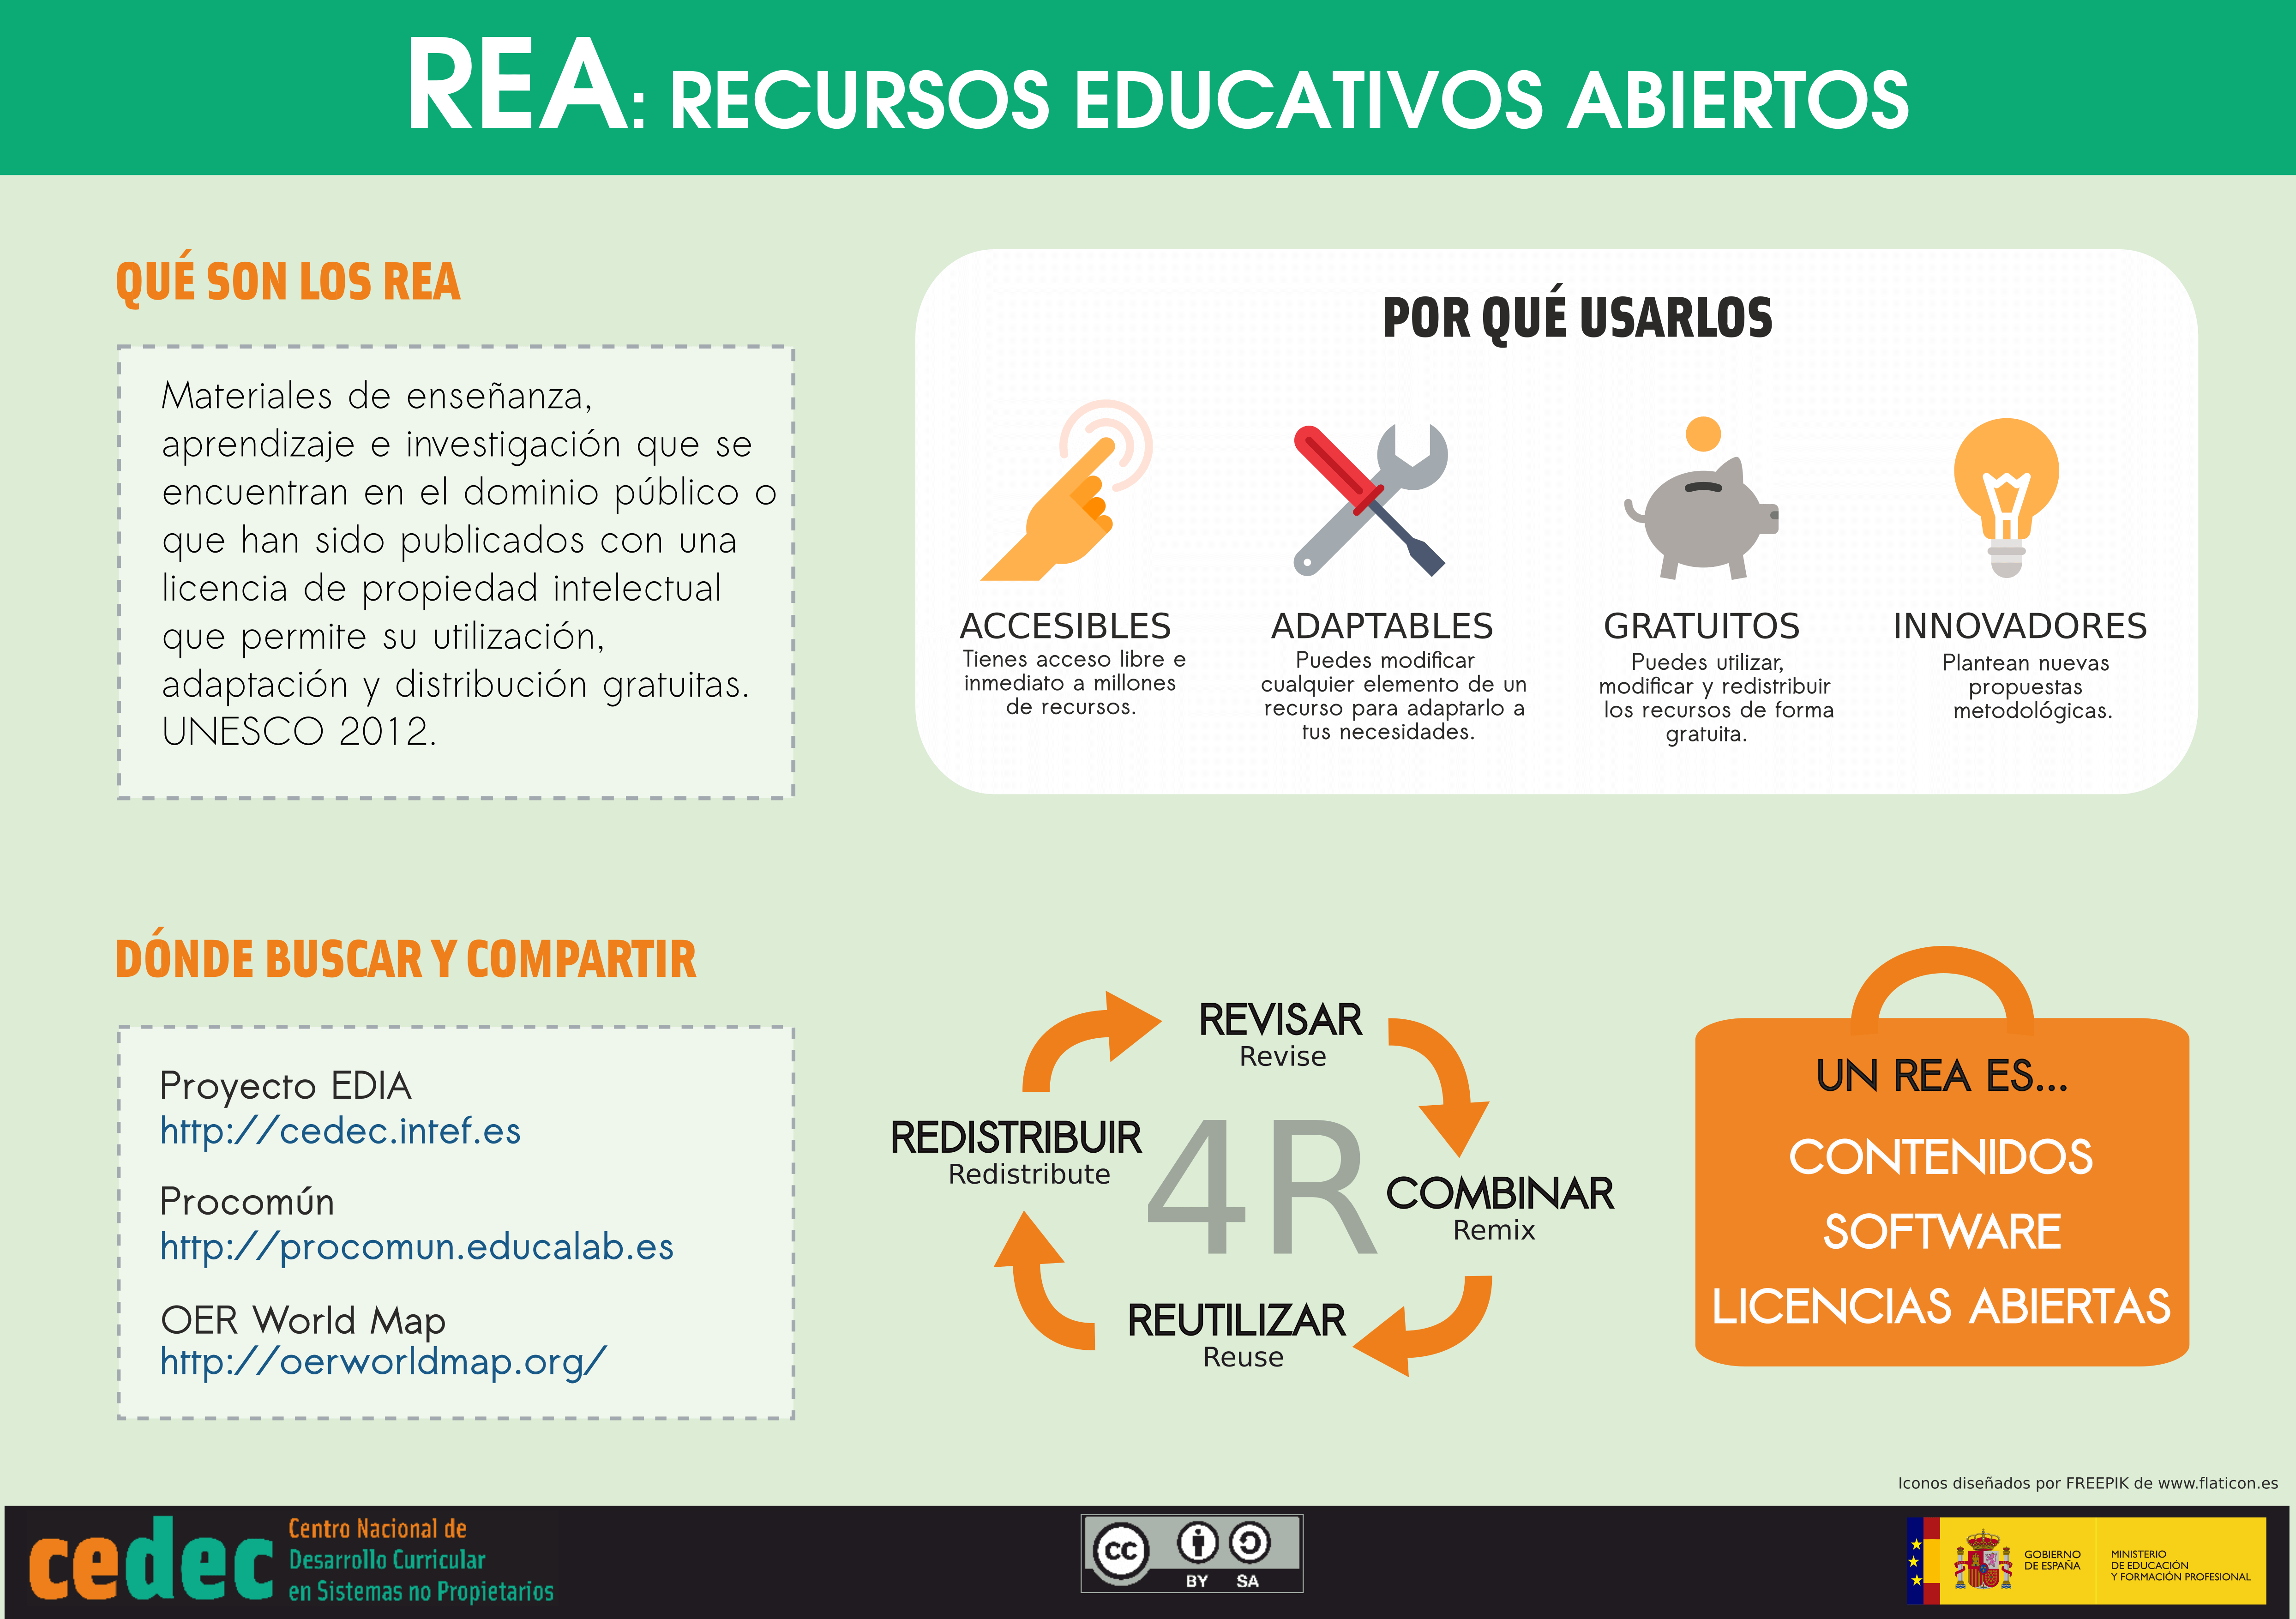 REA: RECURSOS EDUCATIVOS ABIERTOS
QUÉ SON LOS REA
Materiales de enseñanza,
aprendizaje e investigación que se
encuentran en el dominio público o
que han sido publicados con una
licencia de propiedad intelectual
que permite su utilización,
adaptación y distribución gratuitas.
UNESCO 2012.
POR QUÉ USARLOS
ACCESIBLES
Tienes acceso libre e
inmediato a millones
de recursos.
ADAPTABLES
Puedes modificar
cualquier elemento de un
recurso para adaptarlo a
tus necesidades.
GRATUITOS
Puedes utilizar,
modificar y redistribuir
los recursos de forma
gratuita.
INNOVADORES
Plantean nuevas
propuestas
metodológicas.
DÓNDE BUSCAR Y COMPARTIR
Proyecto EDIA
http://cedec.intef.es
Procomún
http://procomun.educalab.es
OER World Map
http://oerworldmap.org/
4R
REVISAR
Revise
COMBINAR
Remix
REUTILIZAR
Reuse
REDISTRIBUIR
Redistribute
UN REA ES...
CONTENIDOS
SOFTWARE
LICENCIAS ABIERTAS
Iconos diseñados por FREEPIK de www.flaticon.es
cedec
Centro Nacional de
Desarrollo Curricular
en Sistemas no Propietarios
cc
BY SA
GOBIERNO
DE ESPAÑA
MINISTERIO
DE EDUCACIÓN
Y FORMACIÓN PROFESIONAL